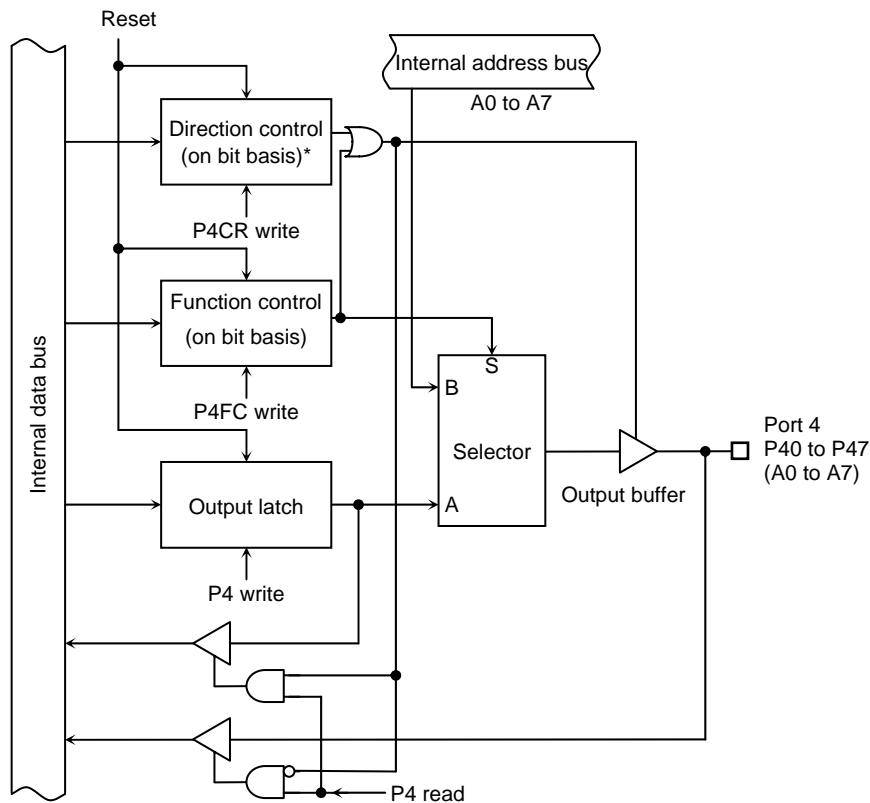 Reset
Internal address bus
A0 to A7
Direction control
(on bit basis)*
P4CR write
Function control
(on bit basis)
P4FC write
S
B
Selector
A
Output latch
P4 write
Output buffer
Port 4
P40 to P47
(A0 to A7)
Internal data bus
P4 read